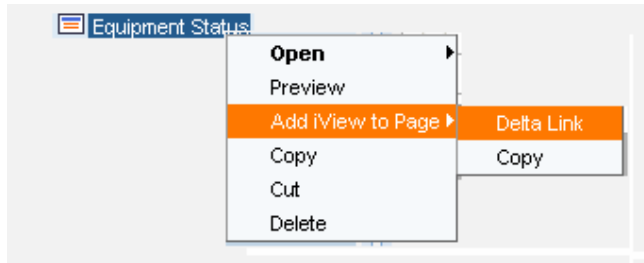 Equipment Status
Open
Preview
Add iView to Page
Delta Link
Copy
Copy
Cut
Delete